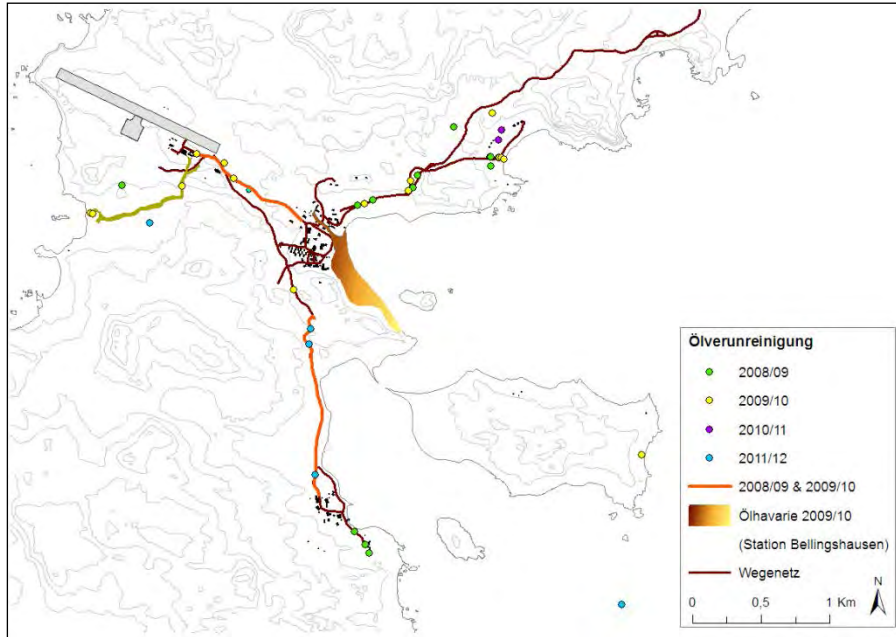 Ölverunreinigung
2008/09
2009/10
2010/11
2011/12
2008/09 & 2009/10
Ölhavarie 2009/10
(Station Bellingshausen)
Wegenetz
N
0 0,5 1 Km